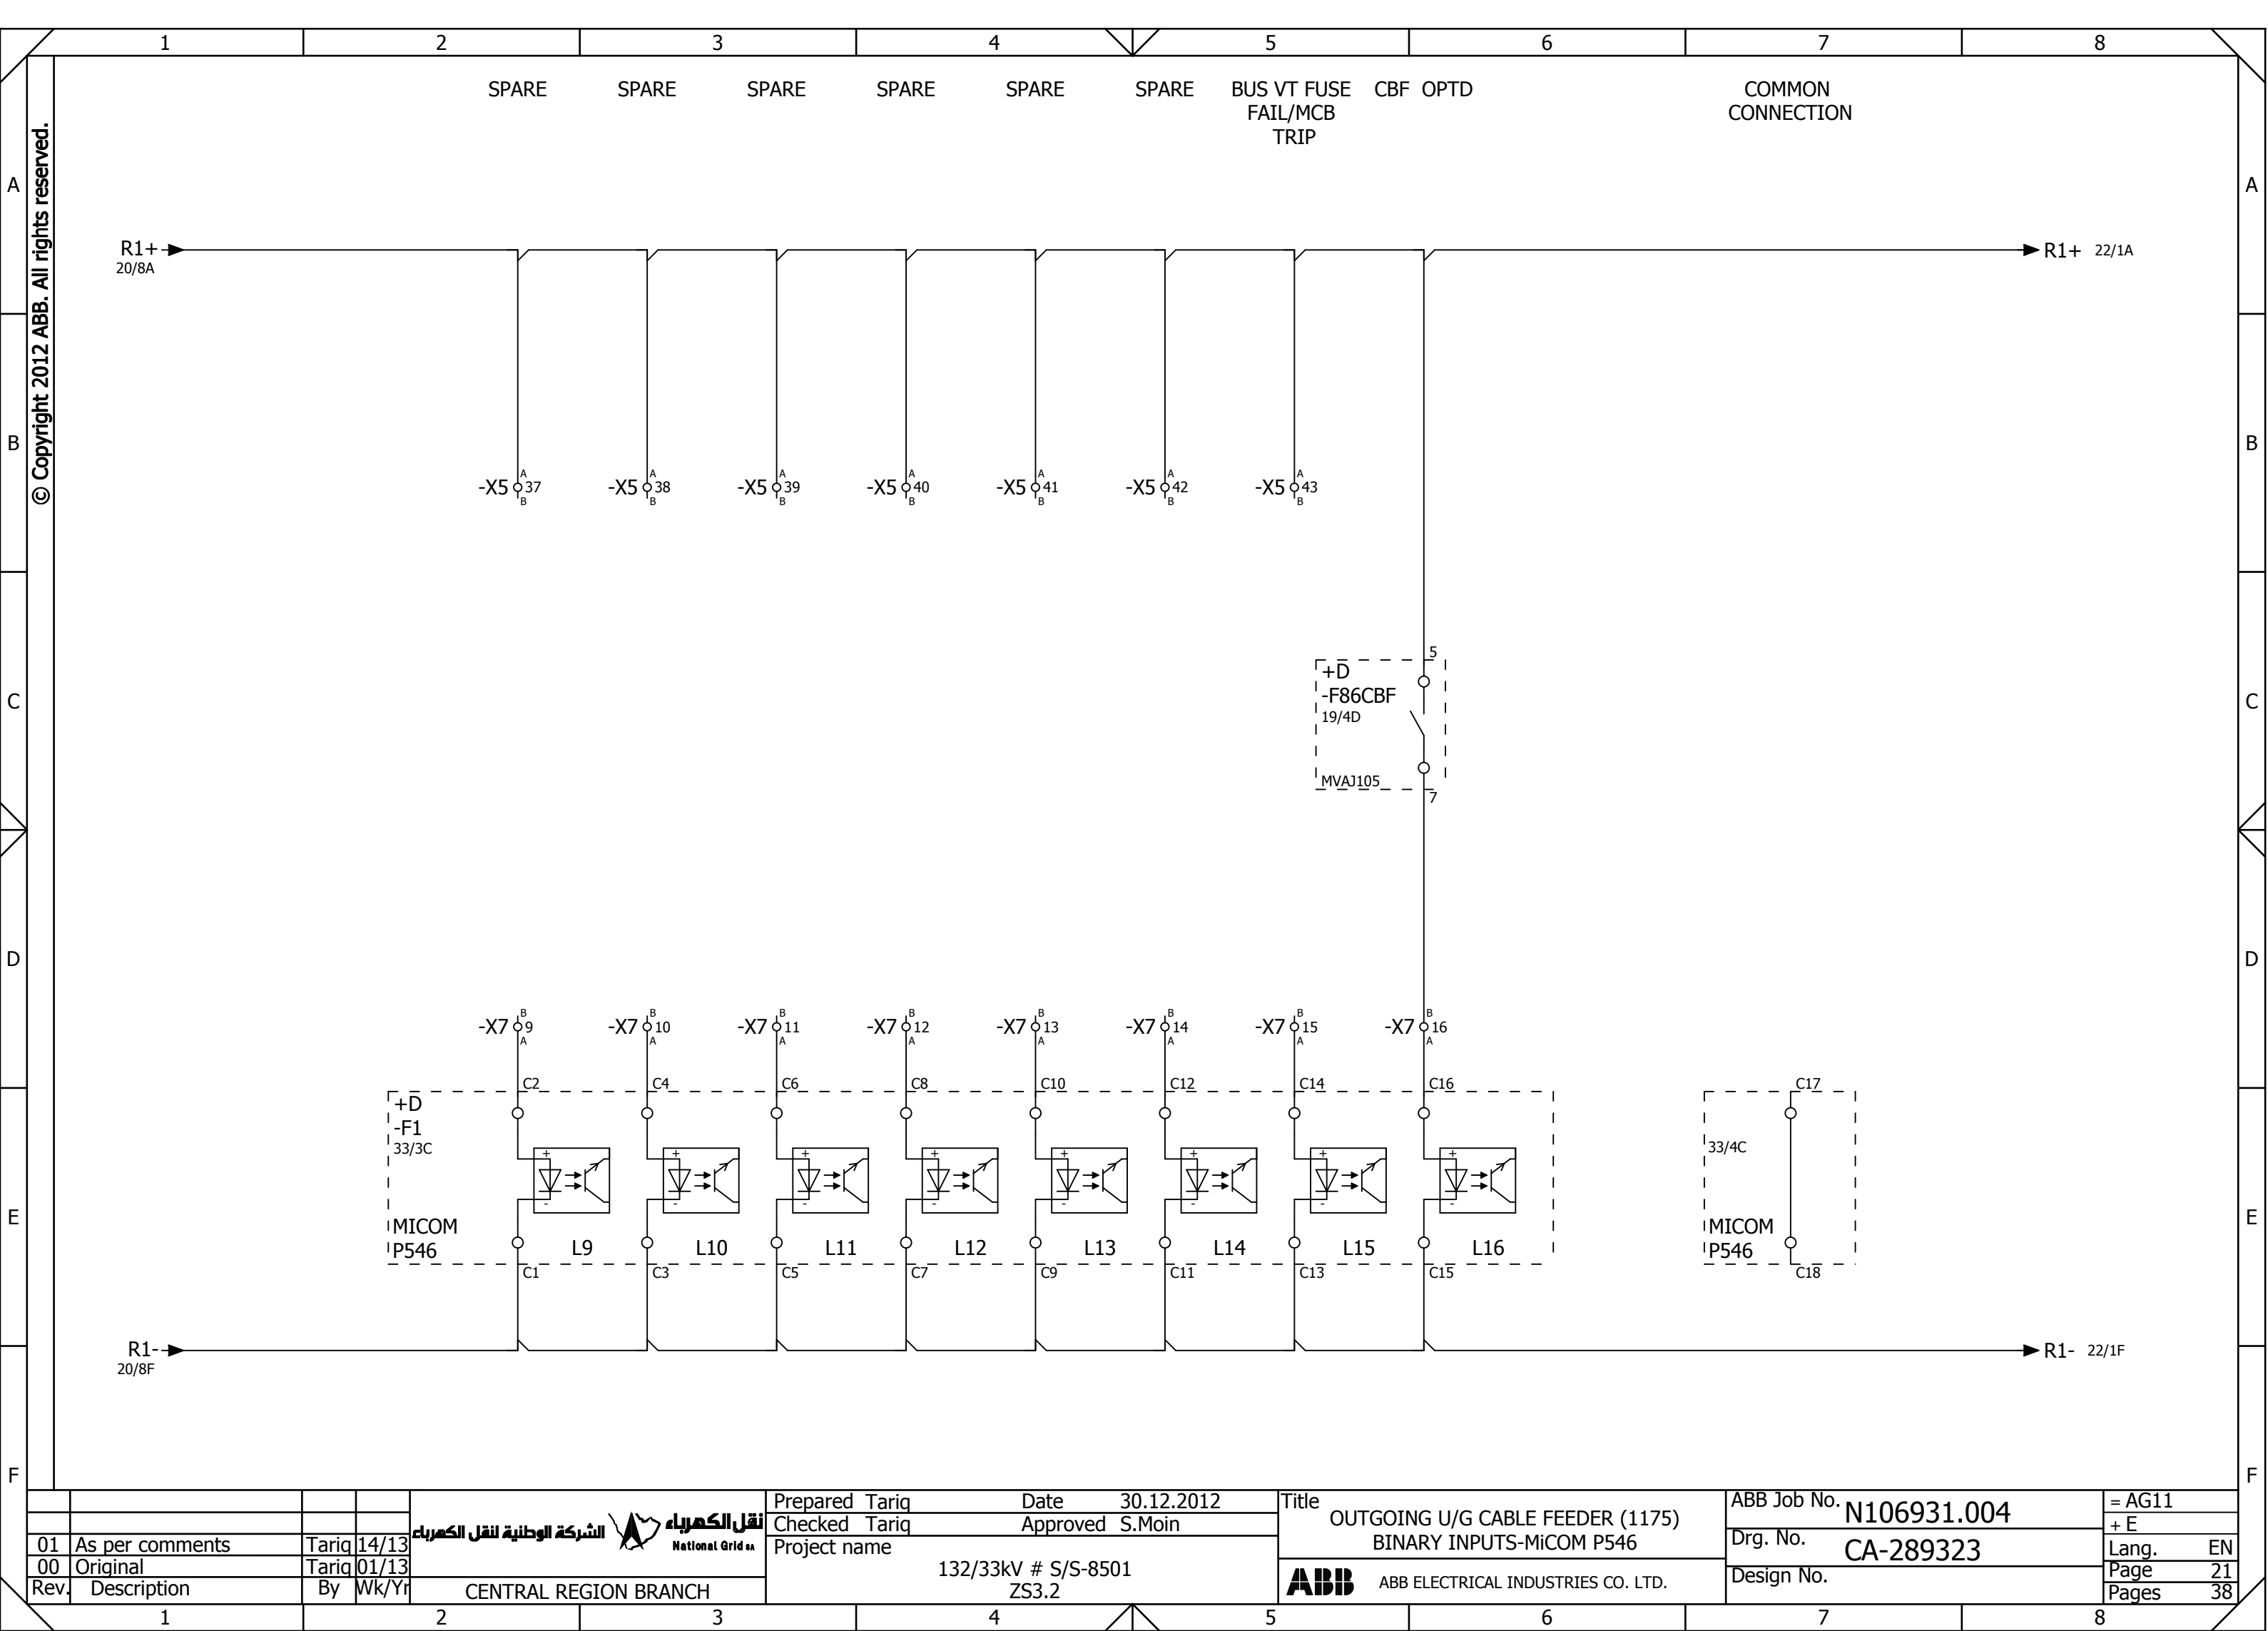 1 2 3 4 5 6 7 8
SPARE SPARE SPARE SPARE SPARE SPARE BUS VT FUSE CBF OPTD COMMON
FAIL/MCB CONNECTION
TRIP
© Copyright 2012 ABB. All rights reserved.
A A
R1+ R1+ 22/1A
20/8A
B B
A A A A A A A
-X5 37 -X5 38 -X5 39 -X5 40 -X5 41 -X5 42 -X5 43
B B B B B B B
5
+D
-F86CBF
C C
19/4D
MVAJ105
7
D D
B B B B B B B B
-X7 9 -X7 10 -X7 11 -X7 12 -X7 13 -X7 14 -X7 15 -X7 16
A A A A A A A A
C2 C4 C6 C8 C10 C12 C14 C16 C17
+D
-F1
33/3C 33/4C
+ + + + + + + +
- - - - - - - -
E E
MICOM MICOM
P546 L9 L10 L11 L12 L13 L14 L15 L16 P546
C1 C3 C5 C7 C9 C11 C13 C15 C18
R1- R1- 22/1F
20/8F
F F
01 As per comments Tariq 14/13
00 Original Tariq 01/13
Rev. Description By Wk/Yr
الشركة الوطنية لنقل الكهرباء
نقل الكهرباء
National Grid SA
CENTRAL REGION BRANCH
Prepared Tariq Date 30.12.2012
Checked Tariq Approved S.Moin
Project name
132/33kV # S/S-8501
ZS3.2
Title
OUTGOING U/G CABLE FEEDER (1175)
BINARY INPUTS-MiCOM P546
ABB ABB ELECTRICAL INDUSTRIES CO. LTD.
ABB Job No. N106931.004
Drg. No. CA-289323
Design No.
= AG11
+ E
Lang. EN
Page 21
Pages 38
1 2 3 4 5 6 7 8